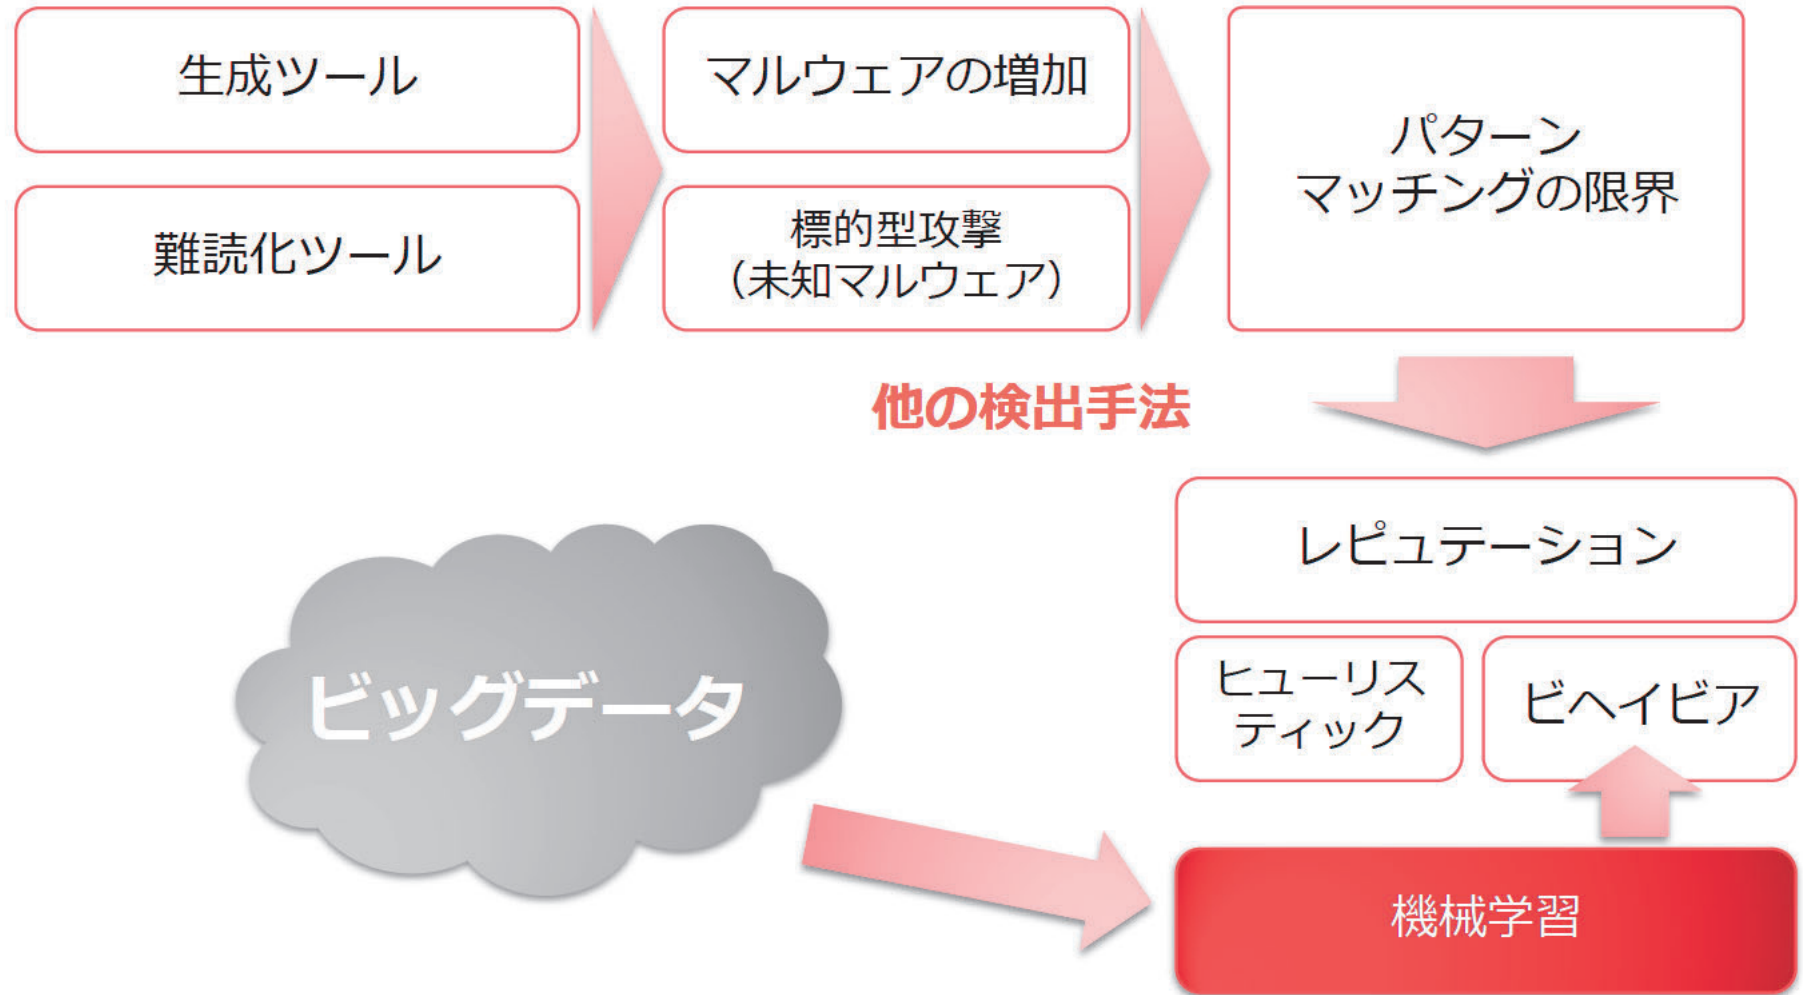 生成ツール
マルウェアの増加
パターン
マッチングの限界
難読化ツール
標的型攻撃
（未知マルウェア）
他の検出手法
レピュテーション
ヒューリス
ティック
ビヘイビア
ビッグデータ
機械学習